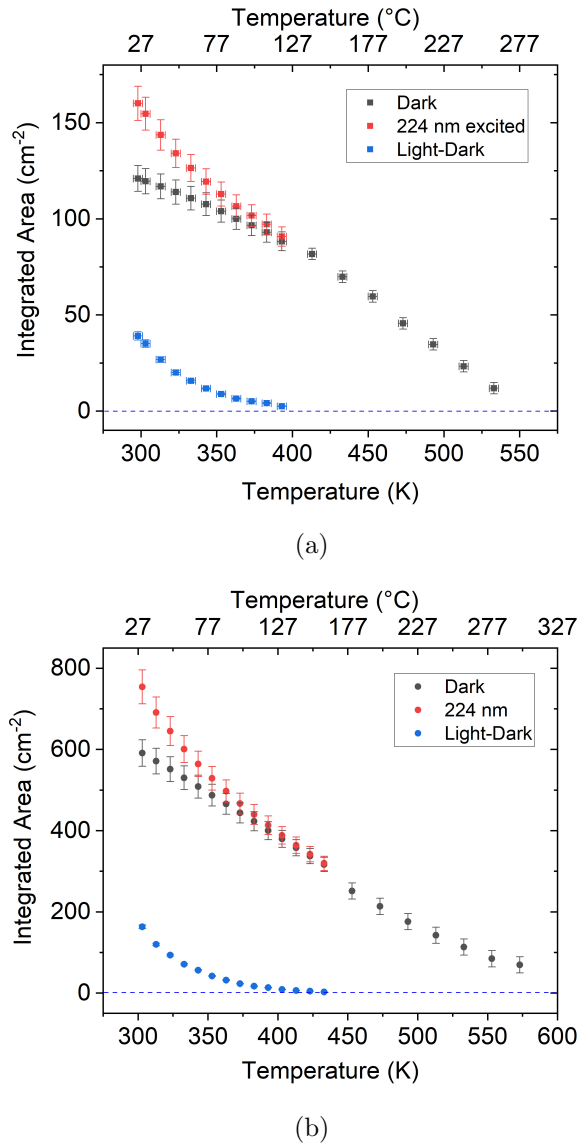 Temperature (°C)
27 77 127 177 227 277
150
100
50
0
Integrated Area (cm-2)
Dark
224 nm excited
Light-Dark
300 350 400 450 500 550
Temperature (K)
(a)
Temperature (°C)
27 77 127 177 227 277 327
800
600
400
200
0
Integrated Area (cm-2)
Dark
224 nm
Light-Dark
300 350 400 450 500 550 600
Temperature (K)
(b)